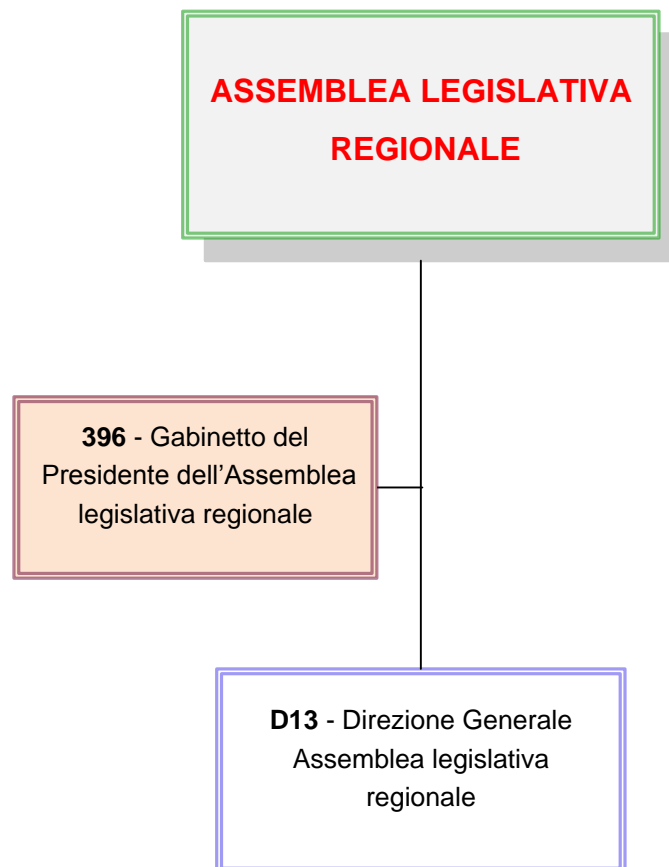 ASSEMBLEA LEGISLATIVA
REGIONALE
396 - Gabinetto del
Presidente dell’Assemblea
legislativa regionale
D13 - Direzione Generale
Assemblea legislativa
regionale